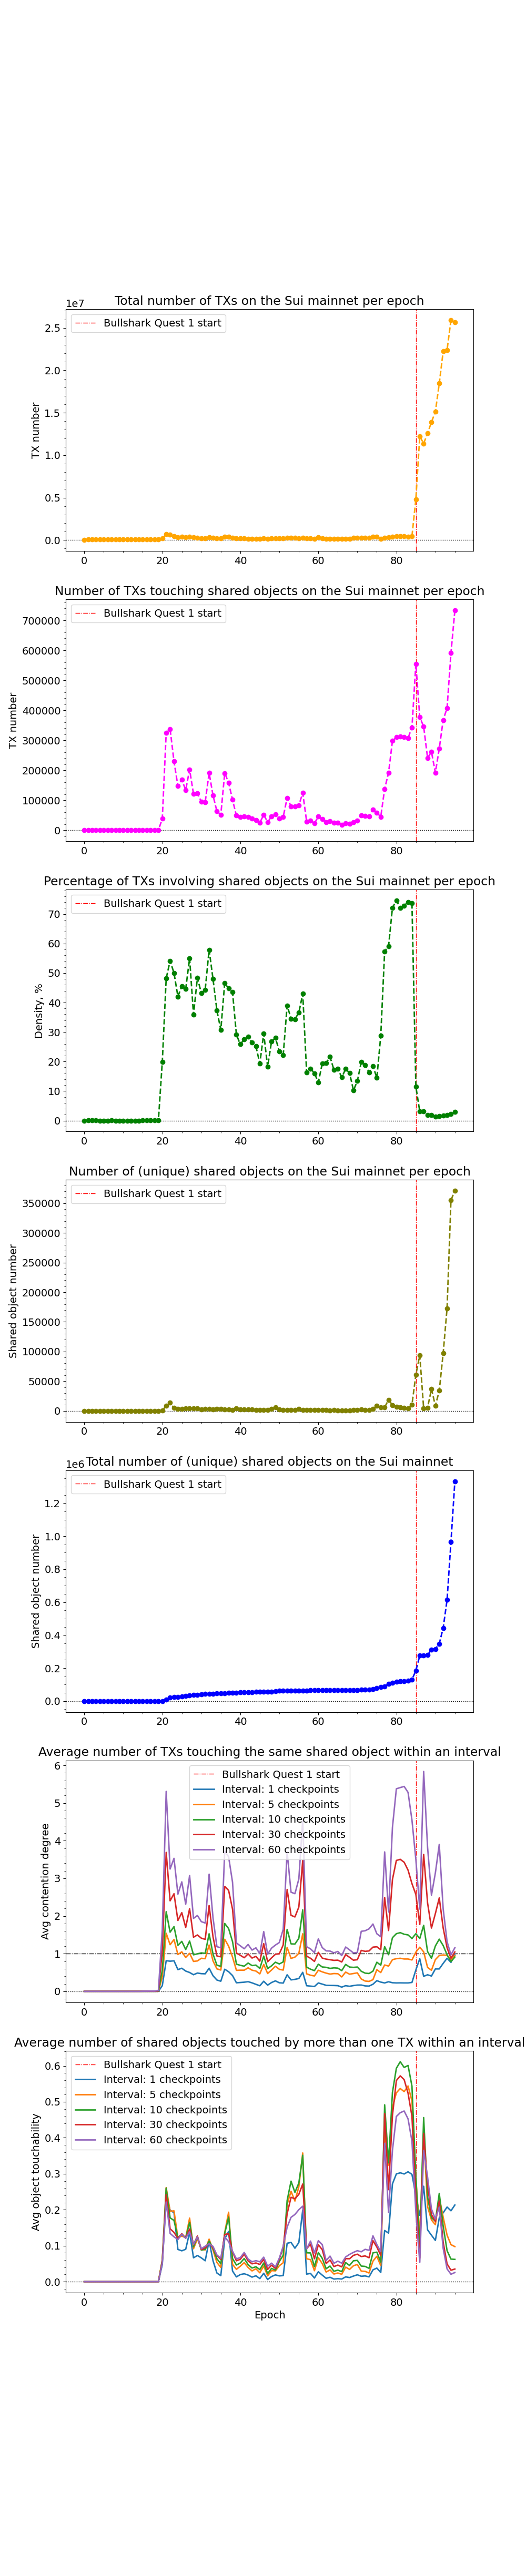 Total number of TXs on the Sui mainnet per epoch
1e7
Bullshark Quest 1 start
2.5
2.0
1.5
1.0
0.5
0.0
TX number
0 20 40 60 80
Number of TXs touching shared objects on the Sui mainnet per epoch
Bullshark Quest 1 start
700000
600000
500000
400000
300000
200000
100000
0
TX number
0 20 40 60 80
Percentage of TXs involving shared objects on the Sui mainnet per epoch
Bullshark Quest 1 start
70
60
50
40
30
20
10
0
Density, %
0 20 40 60 80
Number of (unique) shared objects on the Sui mainnet per epoch
Bullshark Quest 1 start
350000
300000
250000
200000
150000
100000
50000
0
Shared object number
0 20 40 60 80
Total number of (unique) shared objects on the Sui mainnet
1e6
Bullshark Quest 1 start
1.2
1.0
0.8
0.6
0.4
0.2
0.0
Shared object number
0 20 40 60 80
Average number of TXs touching the same shared object within an interval
Bullshark Quest 1 start
Interval: 1 checkpoints
Interval: 5 checkpoints
Interval: 10 checkpoints
Interval: 30 checkpoints
Interval: 60 checkpoints
6
5
4
3
2
1
0
Avg contention degree
0 20 40 60 80
Average number of shared objects touched by more than one TX within an interval
Bullshark Quest 1 start
Interval: 1 checkpoints
Interval: 5 checkpoints
Interval: 10 checkpoints
Interval: 30 checkpoints
Interval: 60 checkpoints
0.6
0.5
0.4
0.3
0.2
0.1
0.0
Avg object touchability
0 20 40 60 80
Epoch